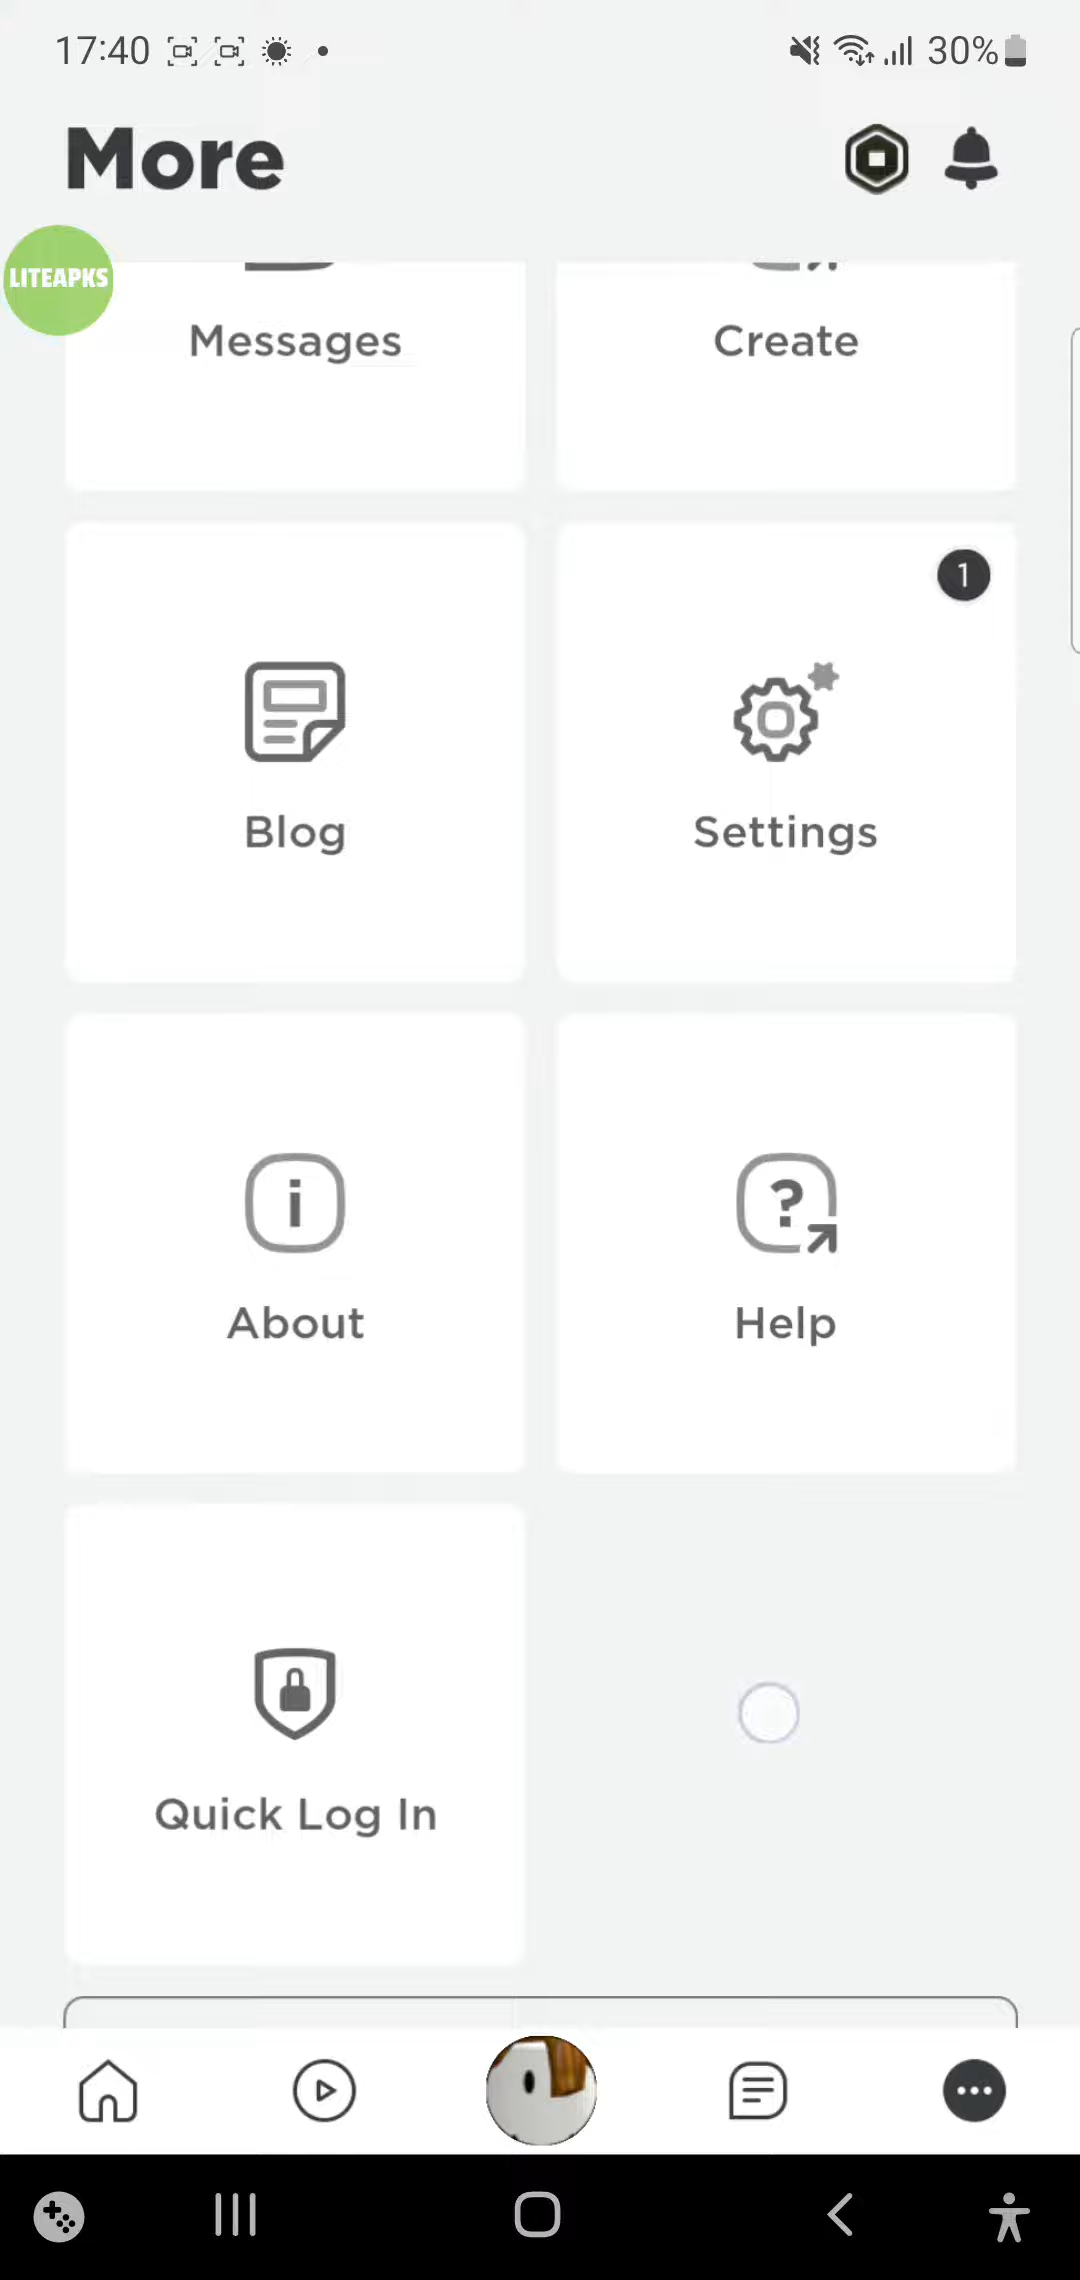 17:40 30%
More
LITEAPKS
Messages Create
1
Blog Settings
About Help
Quick Log In